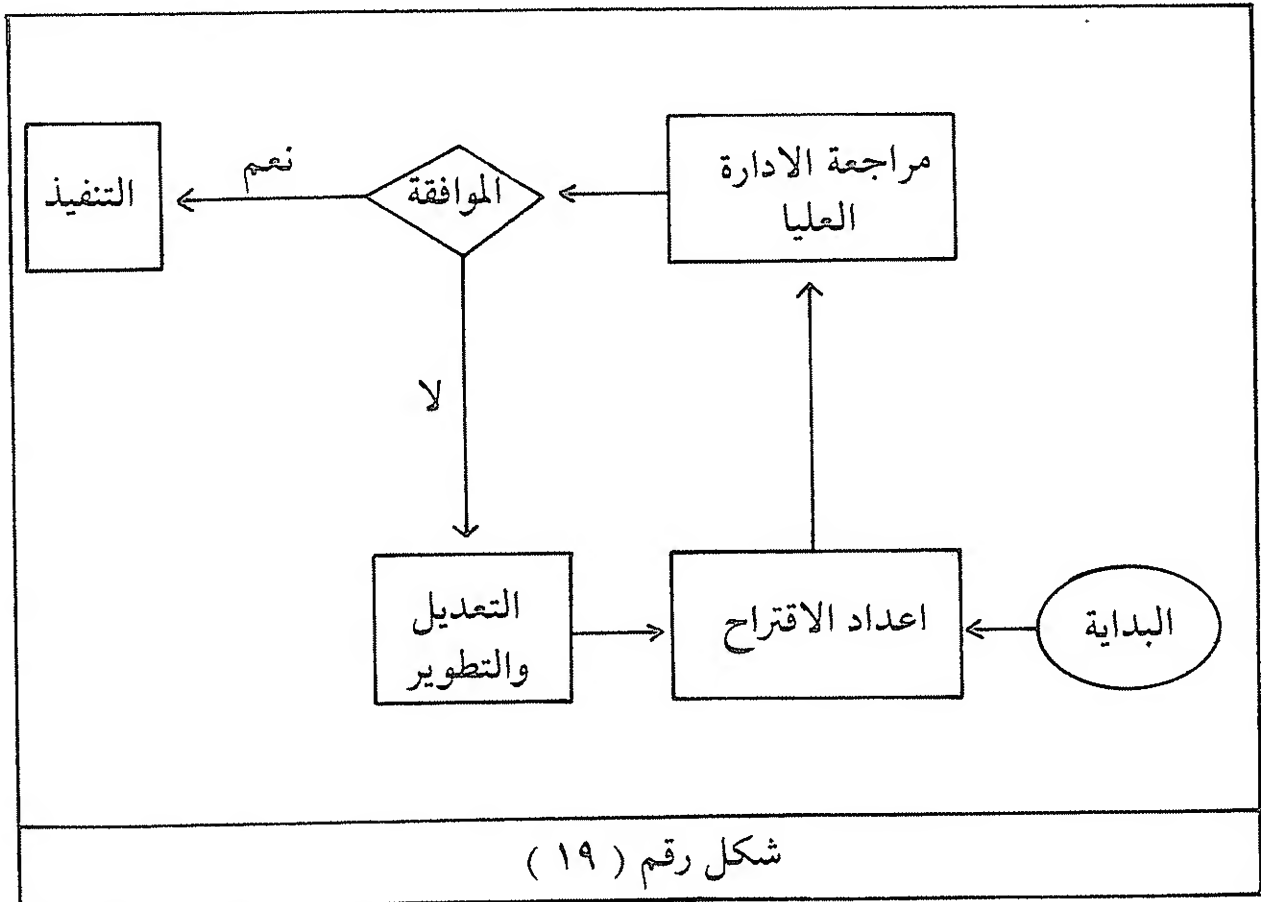 مراجعة الادارة
العليا
الموافقة
نعم
التنفيذ
لا
البداية
اعداد الاقتراح
التعديل
والتطوير
شكل رقم ( ١٩ )